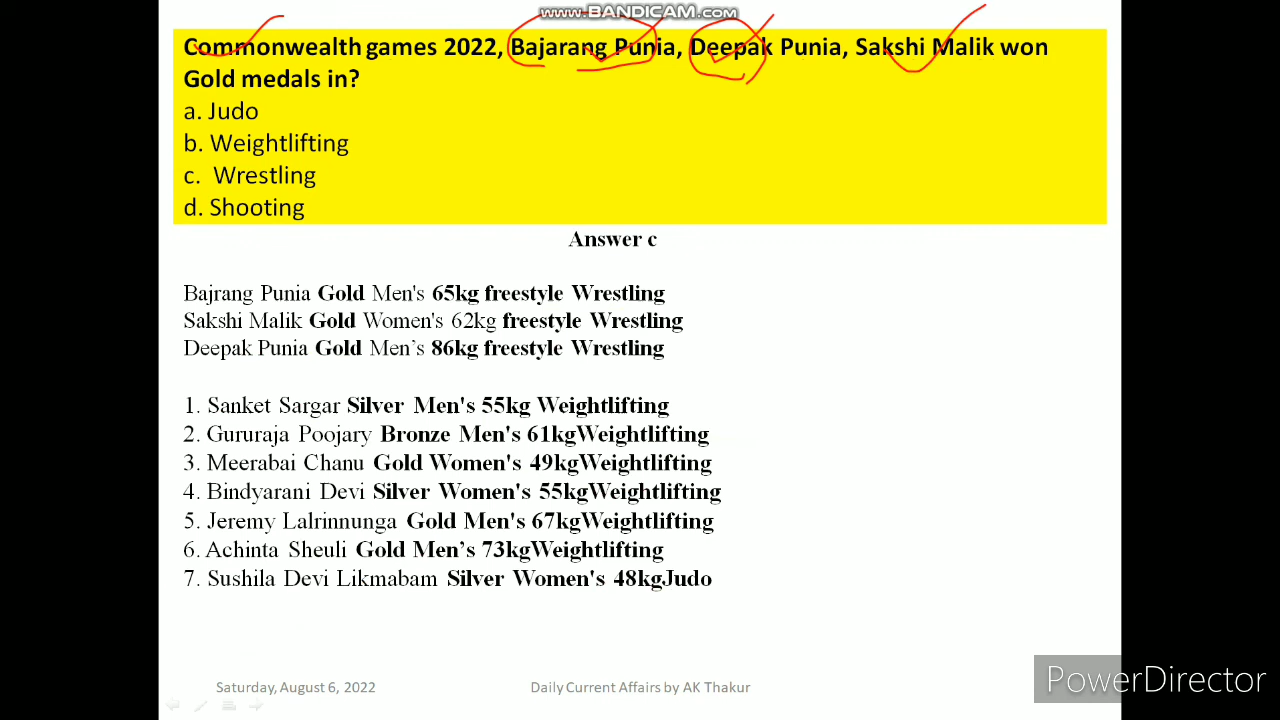 www.BANDICAM.com
Commonwealth games 2022, Bajarang Punia, Deepak Punia, Sakshi Malik won
Gold medals in?
a. Judo
b. Weightlifting
c. Wrestling
d. Shooting
Answer c
Bajrang Punia Gold Men's 65kg freestyle Wrestling
Sakshi Malik Gold Women's 62kg freestyle Wrestling
Deepak Punia Gold Men’s 86kg freestyle Wrestling
1. Sanket Sargar Silver Men's 55kg Weightlifting
2. Gururaja Poojary Bronze Men's 61kgWeightlifting
3. Meerabai Chanu Gold Women's 49kgWeightlifting
4. Bindyarani Devi Silver Women's 55kgWeightlifting
5. Jeremy Lalrinnunga Gold Men's 67kgWeightlifting
6. Achinta Sheuli Gold Men’s 73kgWeightlifting
7. Sushila Devi Likmabam Silver Women's 48kgJudo
Saturday, August 6, 2022
Daily Current Affairs by AK Thakur
PowerDirector